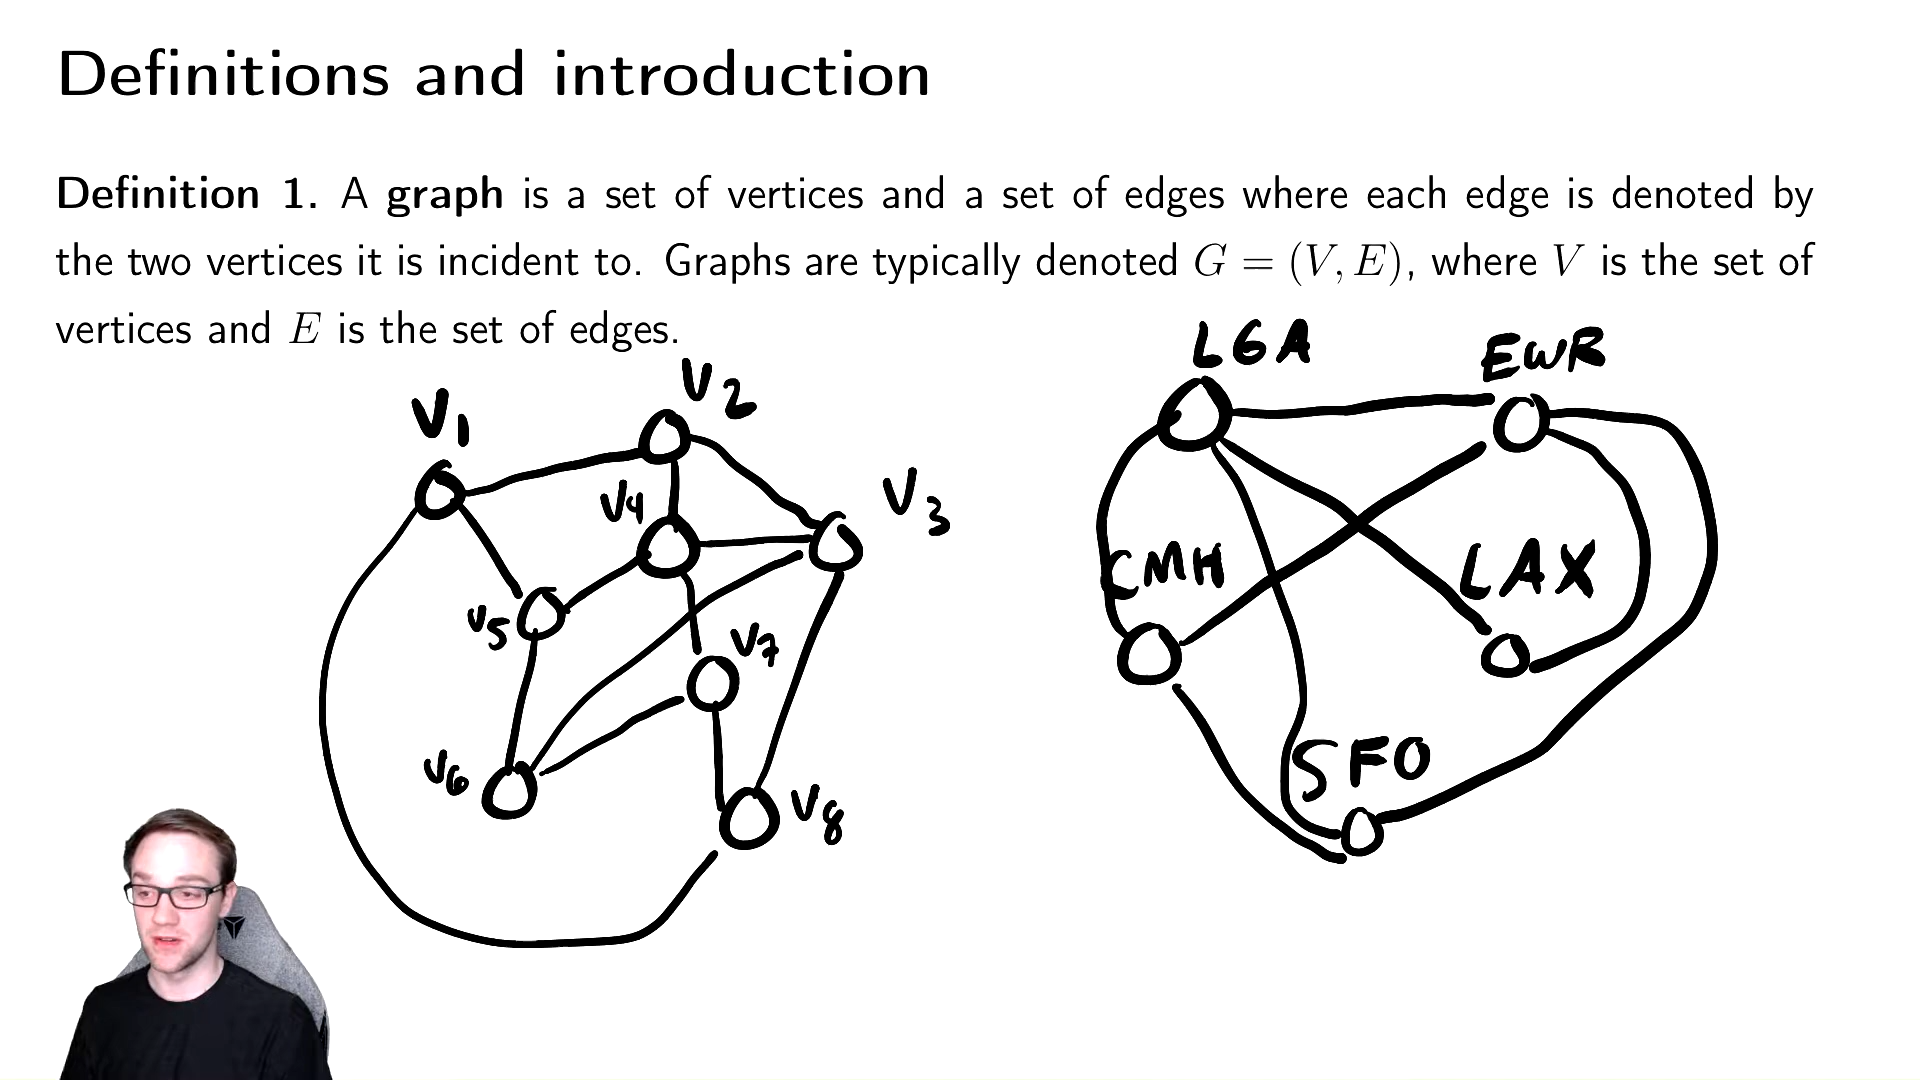 Definitions and introduction
Definition 1. A graph is a set of vertices and a set of edges where each edge is denoted by
the two vertices it is incident to. Graphs are typically denoted G = (V, E), where V is the set of
vertices and E is the set of edges.
V1
V2
V3
V4
V5
V6
V7
V8
LGA
EWR
CMH
LAX
SFO